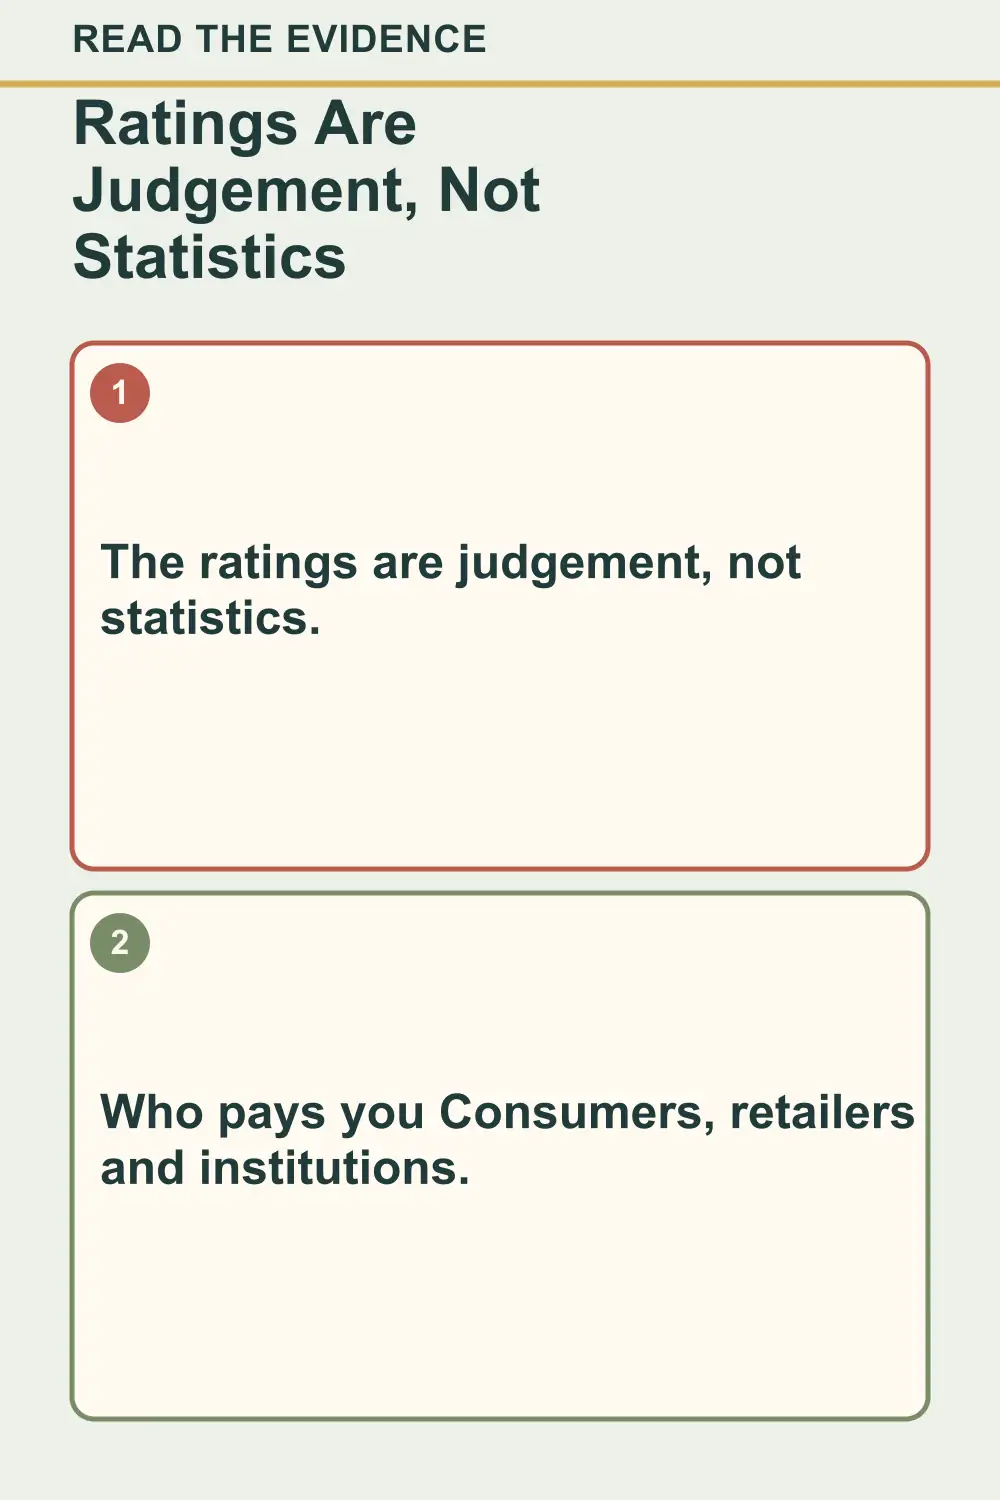 READ THE EVIDENCE
Ratings Are
Judgement, Not
Statistics
1
The ratings are judgement, not
statistics.
2
Who pays you Consumers, retailers
and institutions.